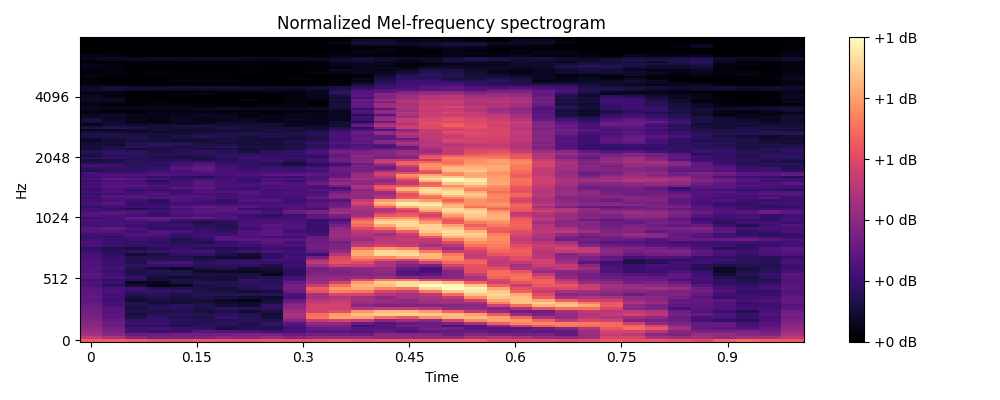 Normalized Mel-frequency spectrogram
Hz
4096
2048
1024
512
0
0 0.15 0.3 0.45 0.6 0.75 0.9
Time
+1 dB
+1 dB
+1 dB
+0 dB
+0 dB
+0 dB